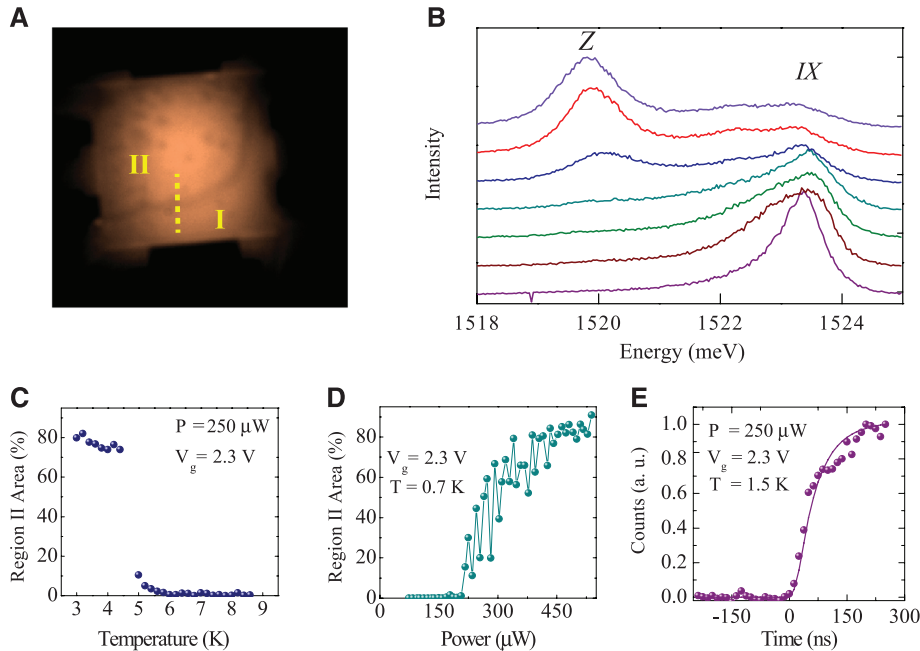 A
II
I
B
Z
IX
Intensity
1518
1520
1522
1524
Energy (meV)
C
P = 250 μW
V_g = 2.3 V
Region II Area (%)
80
60
40
20
0
3 4 5 6 7 8 9
Temperature (K)
D
V_g = 2.3 V
T = 0.7 K
Region II Area (%)
80
60
40
20
0
0 150 300 450
Power (μW)
E
P = 250 μW
V_g = 2.3 V
T = 1.5 K
Counts (a. u.)
1.0
0.8
0.6
0.4
0.2
0.0
-150 0 150 300
Time (ns)